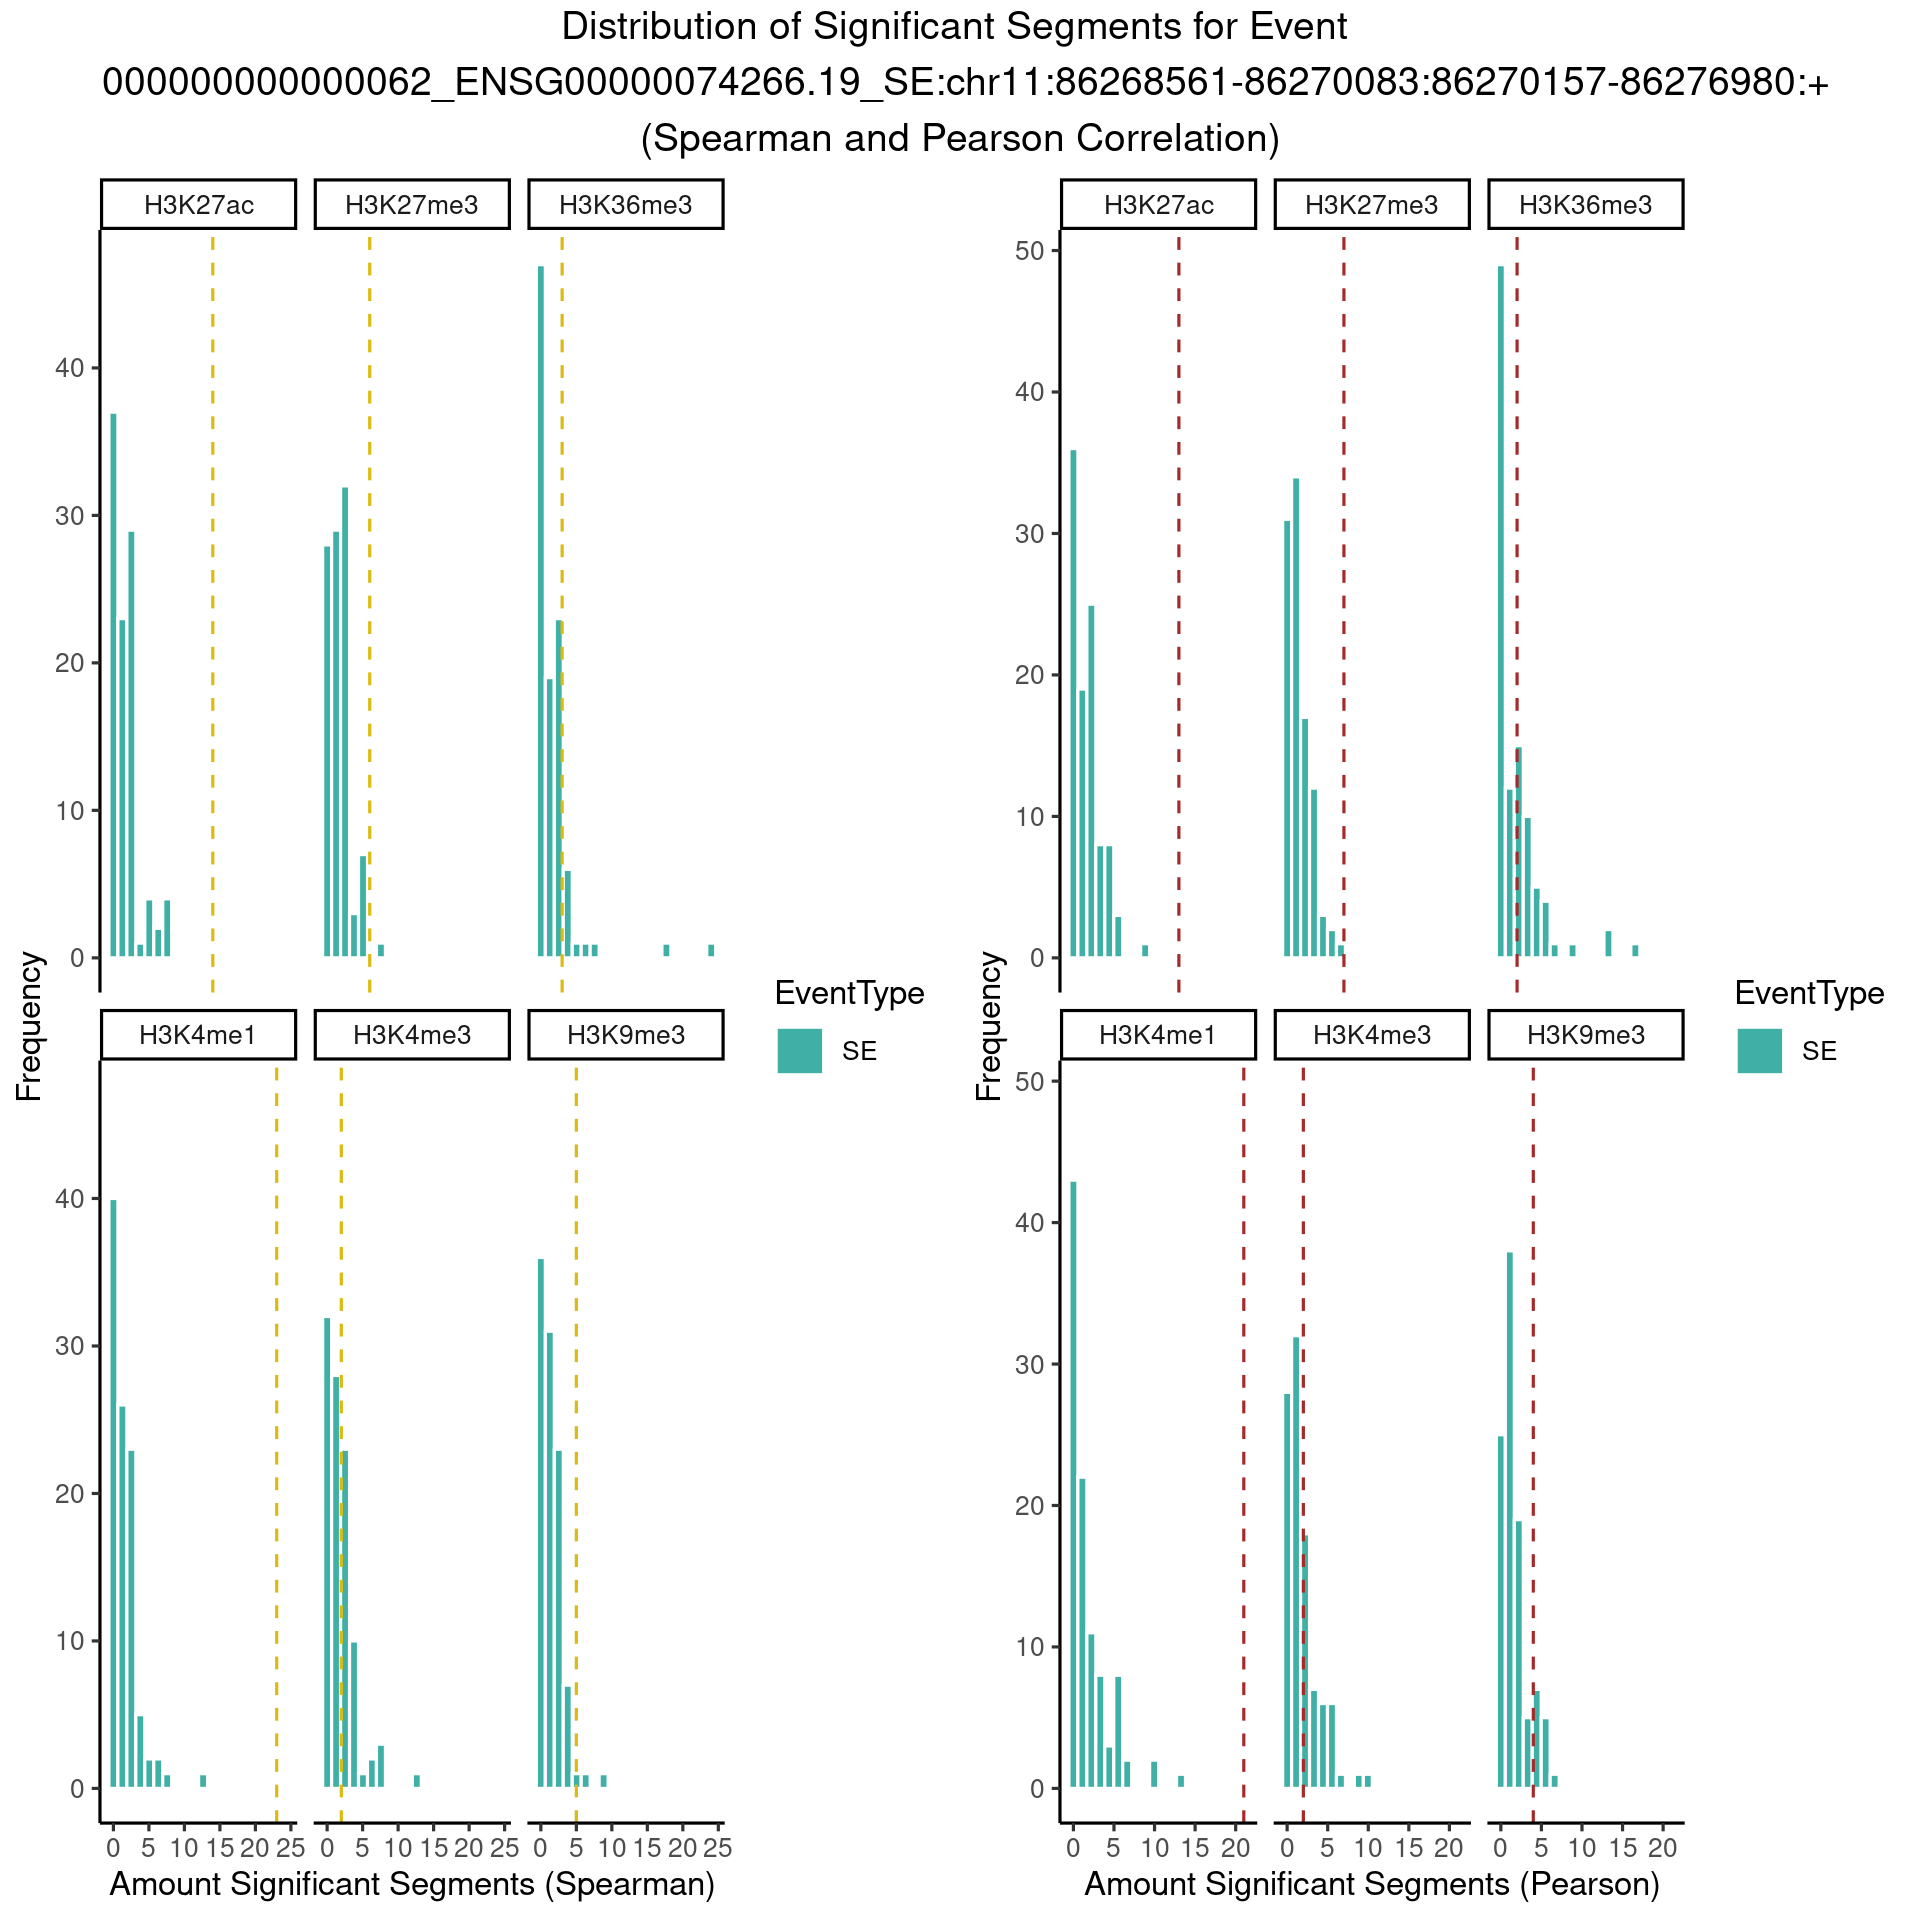 Distribution of Significant Segments for Event
000000000000062_ENSG00000074266.19_SE:chr11:86268561-86270083:86270157-86276980:+
(Spearman and Pearson Correlation)
H3K27ac H3K27me3 H3K36me3
40
30
20
10
0
H3K4me1 H3K4me3 H3K9me3
40
30
20
10
0
0 5 10 15 20 25 0 5 10 15 20 25 0 5 10 15 20 25
Amount Significant Segments (Spearman)
Frequency
EventType
SE
H3K27ac H3K27me3 H3K36me3
50
40
30
20
10
0
H3K4me1 H3K4me3 H3K9me3
50
40
30
20
10
0
0 5 10 15 20 0 5 10 15 20 0 5 10 15 20
Amount Significant Segments (Pearson)
Frequency
EventType
SE